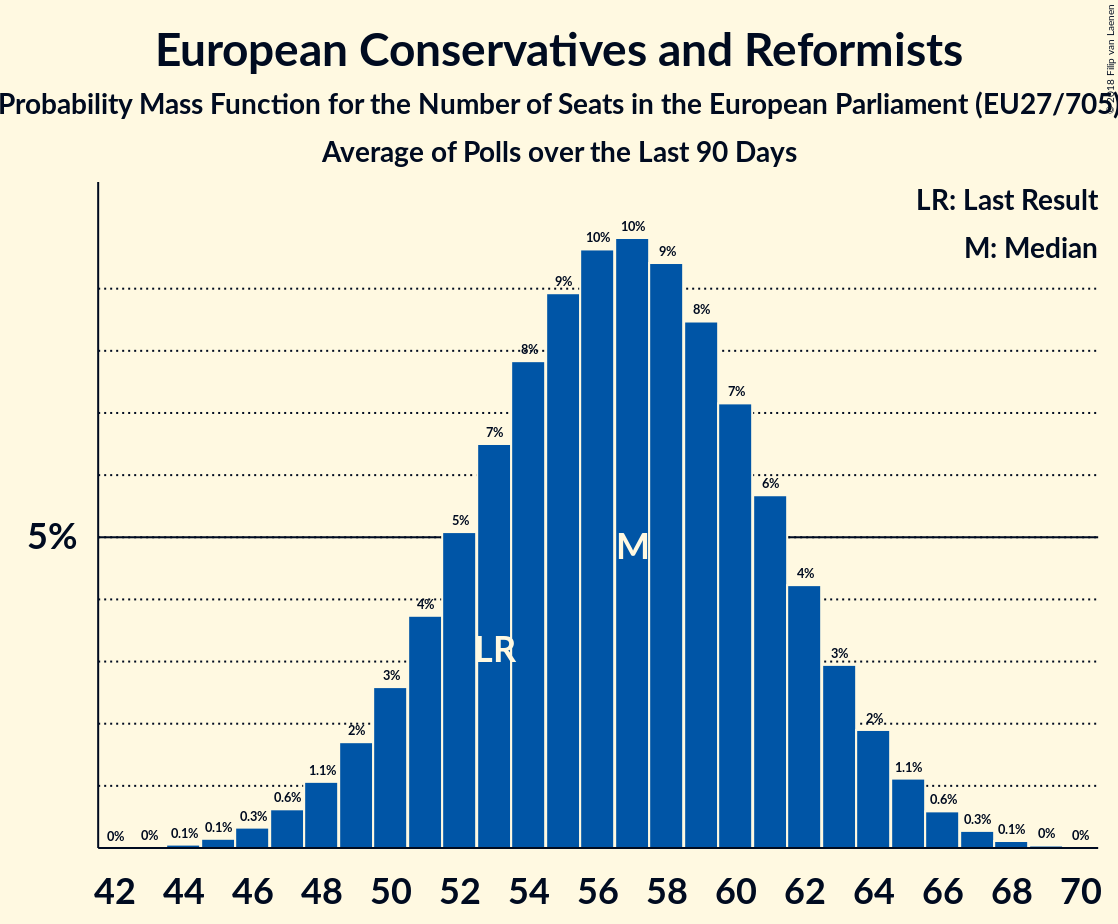 European Conservatives and Reformists
Probability Mass Function for the Number of Seats in the European Parliament (EU27/705)
Average of Polls over the Last 90 Days
© 2018 Filip van Laenen
LR: Last Result
M: Median
5%
0% 0% 0.1% 0.1% 0.3% 0.6% 1.1% 2% 3% 4% 5% 7% 8% 9% 10% 10% 9% 8% 7% 6% 4% 3% 2% 1.1% 0.6% 0.3% 0.1% 0% 0%
M
LR
42 44 46 48 50 52 54 56 58 60 62 64 66 68 70